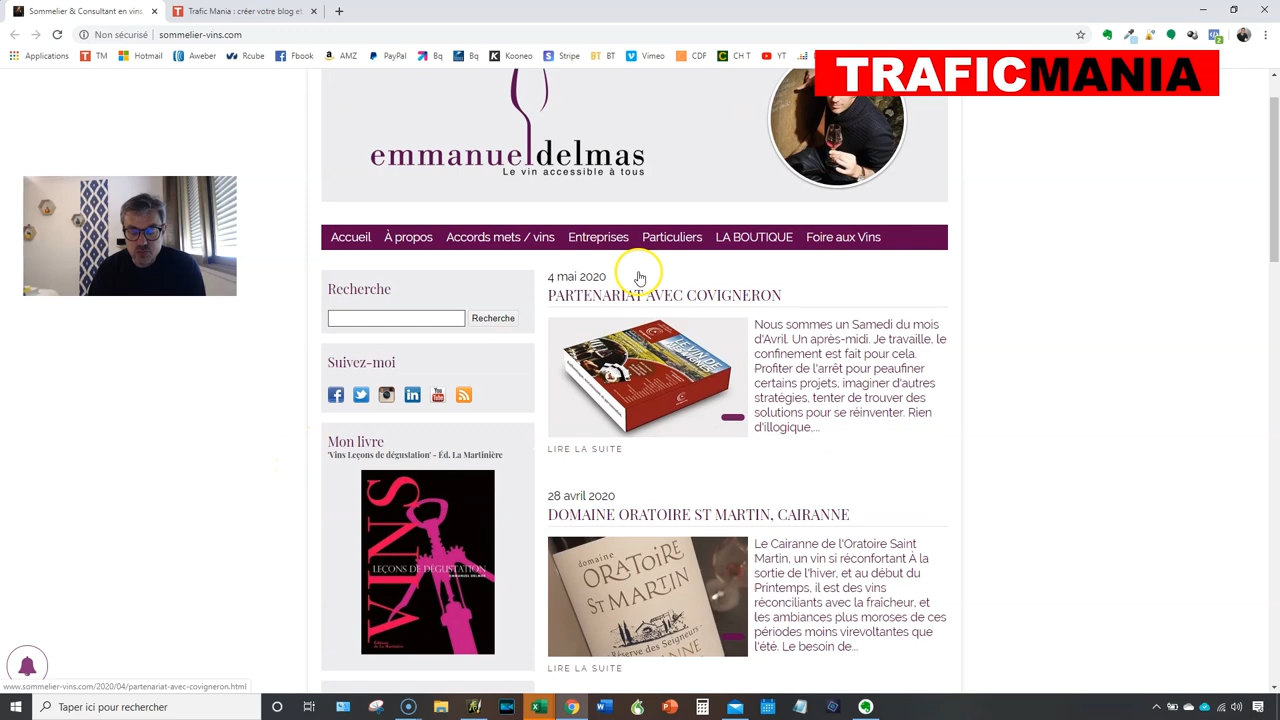 Sommelier & Consultant en vins,
Trafic Mania : créer votre blog et
Non sécurisé | sommelier-vins.com
Applications TM Hotmail Aweber Rcube Fbook AMZ PayPal Bq Bq Kooneo Stripe BT BT Vimeo CDF CH T YT
TRAFICMANIA
emmanueldelmas
Le vin accessible à tous
Accueil À propos Accords mets / vins Entreprises Particuliers LA BOUTIQUE Foire aux Vins
Recherche
Recherche
Suivez-moi
Mon livre
'Vins Leçons de dégustation' - Éd. La Martinière
VINS
LEÇONS DE DÉGUSTATION
EMMANUEL DELMAS
4 mai 2020
PARTENARIAT AVEC COVIGNERON
Nous sommes un Samedi du mois
d'Avril. Un après-midi. Je travaille, le
confinement est fait pour cela.
Profiter de l'arrêt pour peaufiner
certains projets, imaginer d'autres
stratégies, tenter de trouver des
solutions pour se réinventer. Rien
d'illogique,...
LIRE LA SUITE
28 avril 2020
DOMAINE ORATOIRE ST MARTIN, CAIRANNE
domaine
ORATOIRE
ST MARTIN
Réserve des Seigneurs
Le Cairanne de l'Oratoire Saint
Martin, un vin si réconfortant À la
sortie de l'hiver, et au début du
Printemps, il est des vins
réconciliants avec la fraîcheur, et
les ambiances plus moroses de ces
périodes moins virevoltantes que
l'été. Le besoin de...
LIRE LA SUITE
www.sommelier-vins.com/2020/04/partenariat-avec-covigneron.html
Taper ici pour rechercher